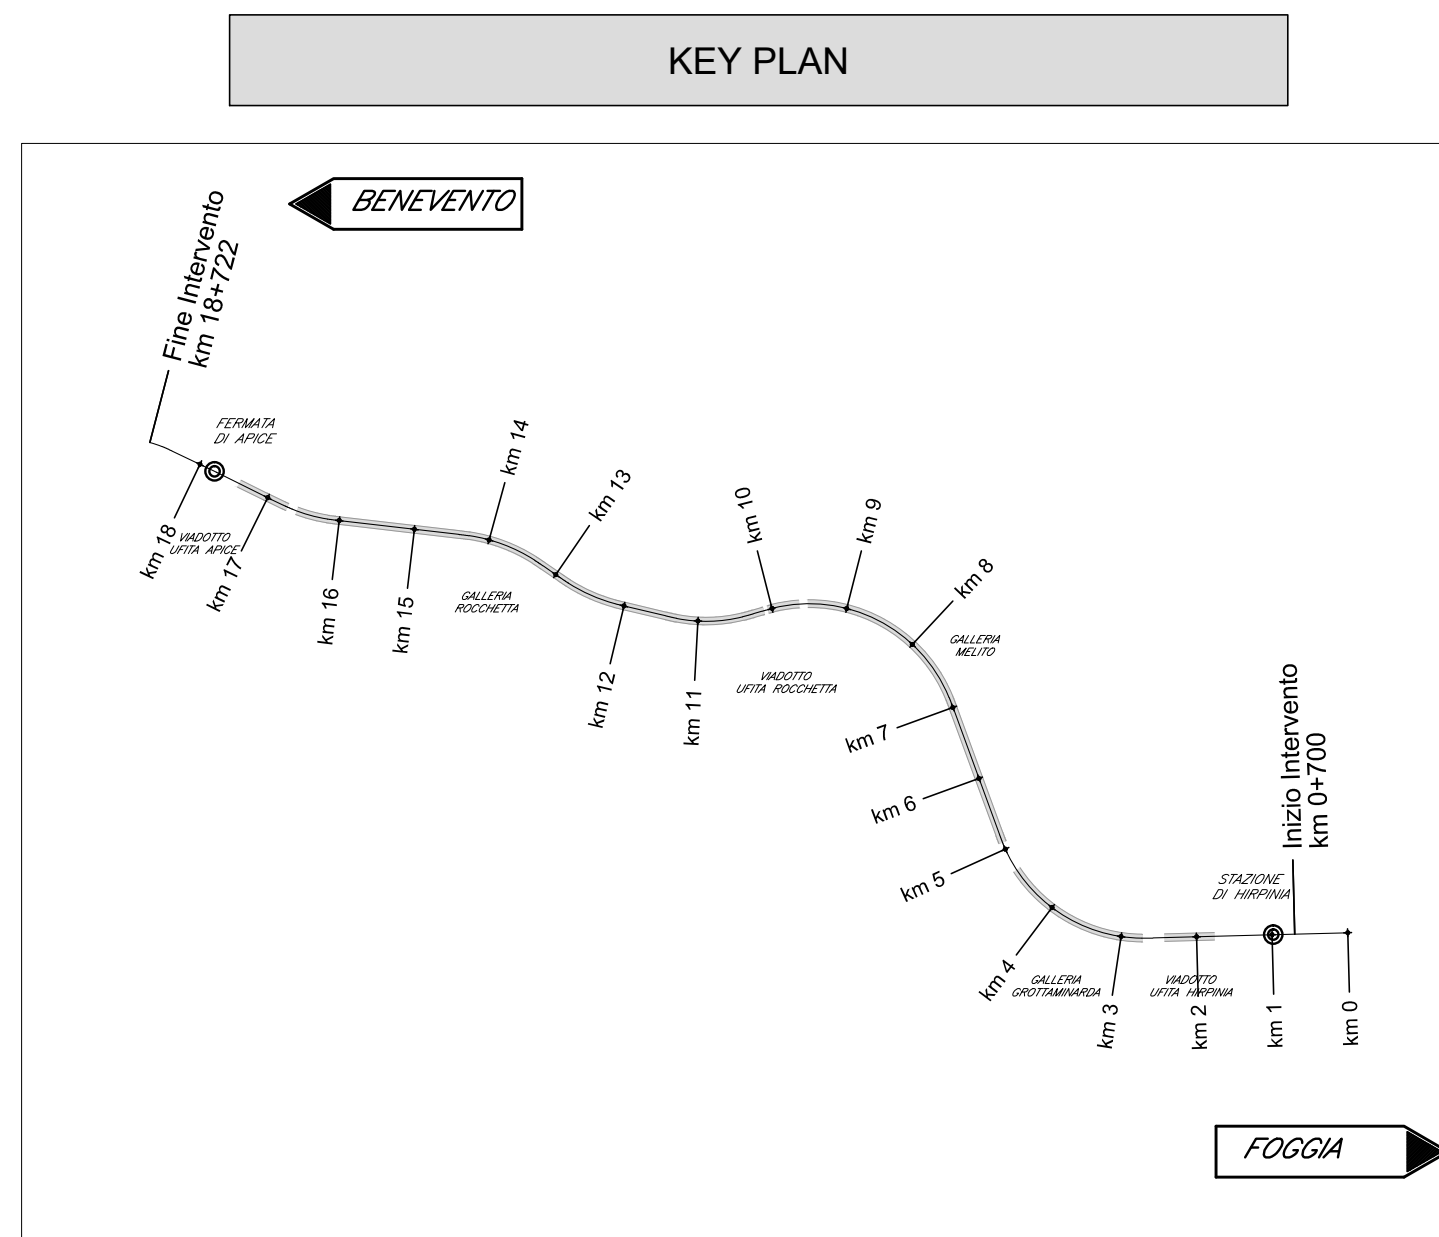 KEY PLAN
BENEVENTO
Fine Intervento
km 18+722
FERMATA
DI APICE
km 18
VIADOTTO
UFITA APICE
km 17
km 16
km 15
km 14
GALLERIA
ROCCHETTA
km 13
km 12
km 11
km 10
VIADOTTO
UFITA ROCCHETTA
km 9
km 8
GALLERIA
MELITO
km 7
km 6
km 5
km 4
GALLERIA
GROTTAMINARDA
km 3
VIADOTTO
UFITA HIRPINIA
km 2
STAZIONE
DI HIRPINIA
Inizio Intervento
km 0+700
km 1
km 0
FOGGIA